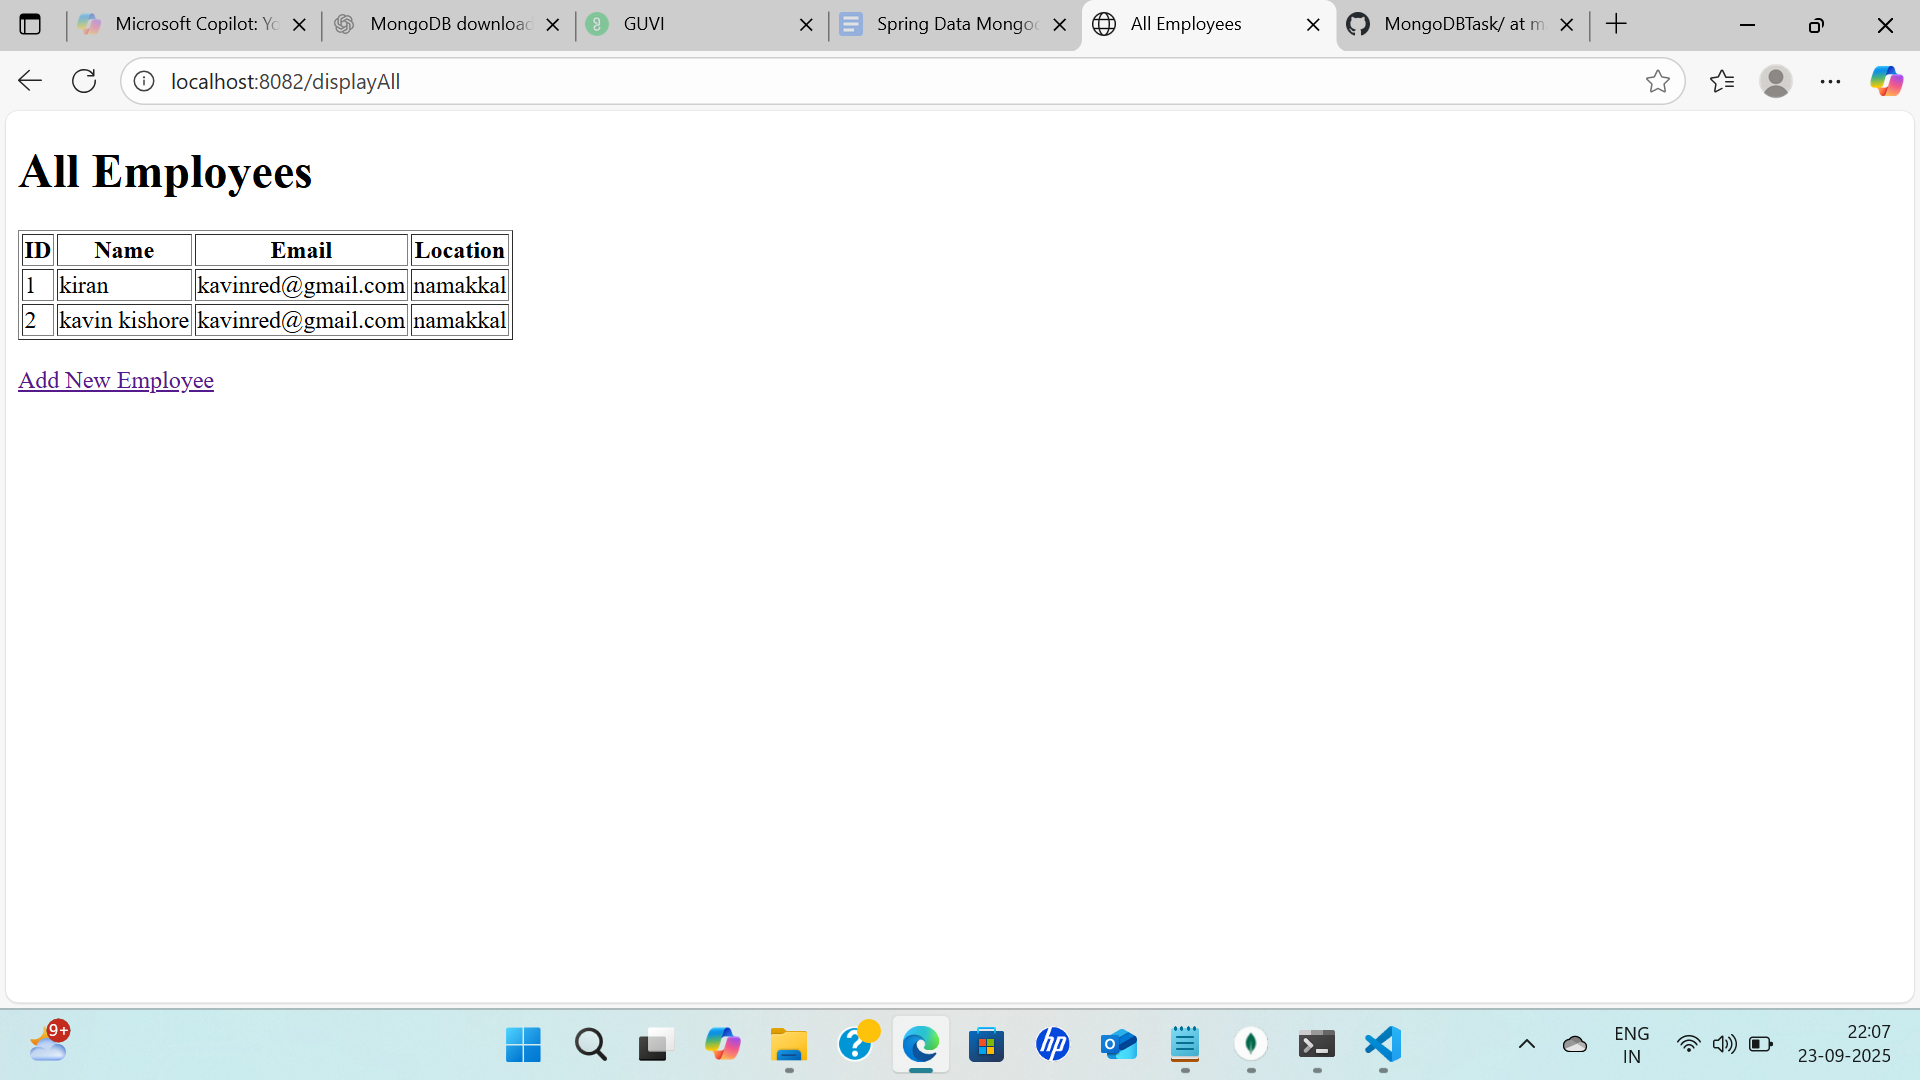 Microsoft Copilot: Yo
MongoDB download
GUVI
Spring Data Mongo
All Employees
MongoDBTask/ at m
localhost:8082/displayAll
All Employees
ID Name Email Location
1 kiran kavinred@gmail.com namakkal
2 kavin kishore kavinred@gmail.com namakkal
Add New Employee
9+
hp
ENG
IN
22:07
23-09-2025